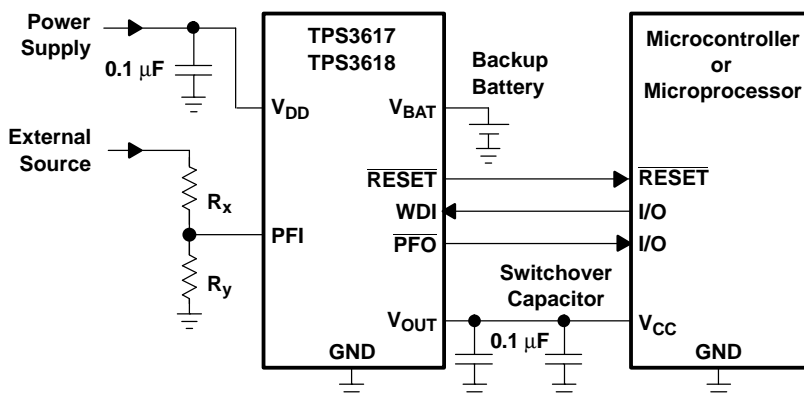 Power
Supply
0.1 μF
TPS3617
TPS3618
Backup
Battery
Microcontroller
or
Microprocessor
VDD
VBAT
External
Source
RESET
RESET
Rx
WDI
I/O
PFI
PFO
I/O
Ry
Switchover
Capacitor
VOUT
0.1 μF
VCC
GND
GND